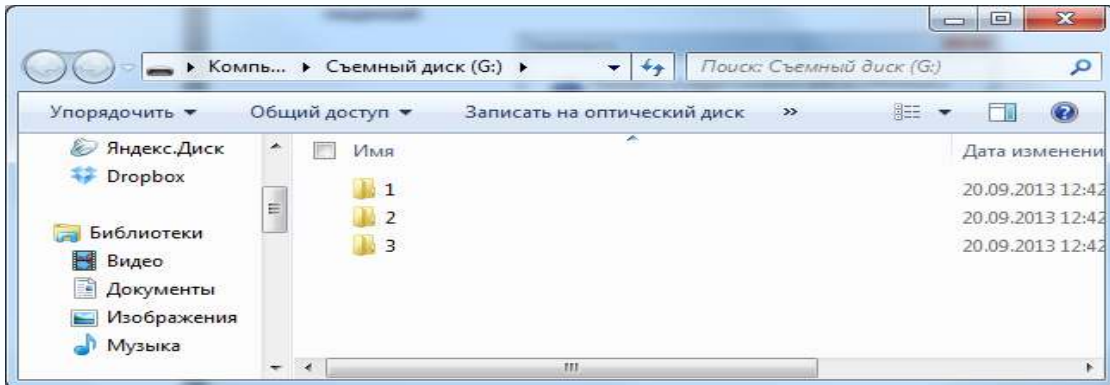 Компь... Съемный диск (G:) Поиск: Съемный диск (G:)
Упорядочить Общий доступ Записать на оптический диск »
Яндекс.Диск
Dropbox
Библиотеки
Видео
Документы
Изображения
Музыка
Имя Дата изменени
1 20.09.2013 12:42
2 20.09.2013 12:42
3 20.09.2013 12:42